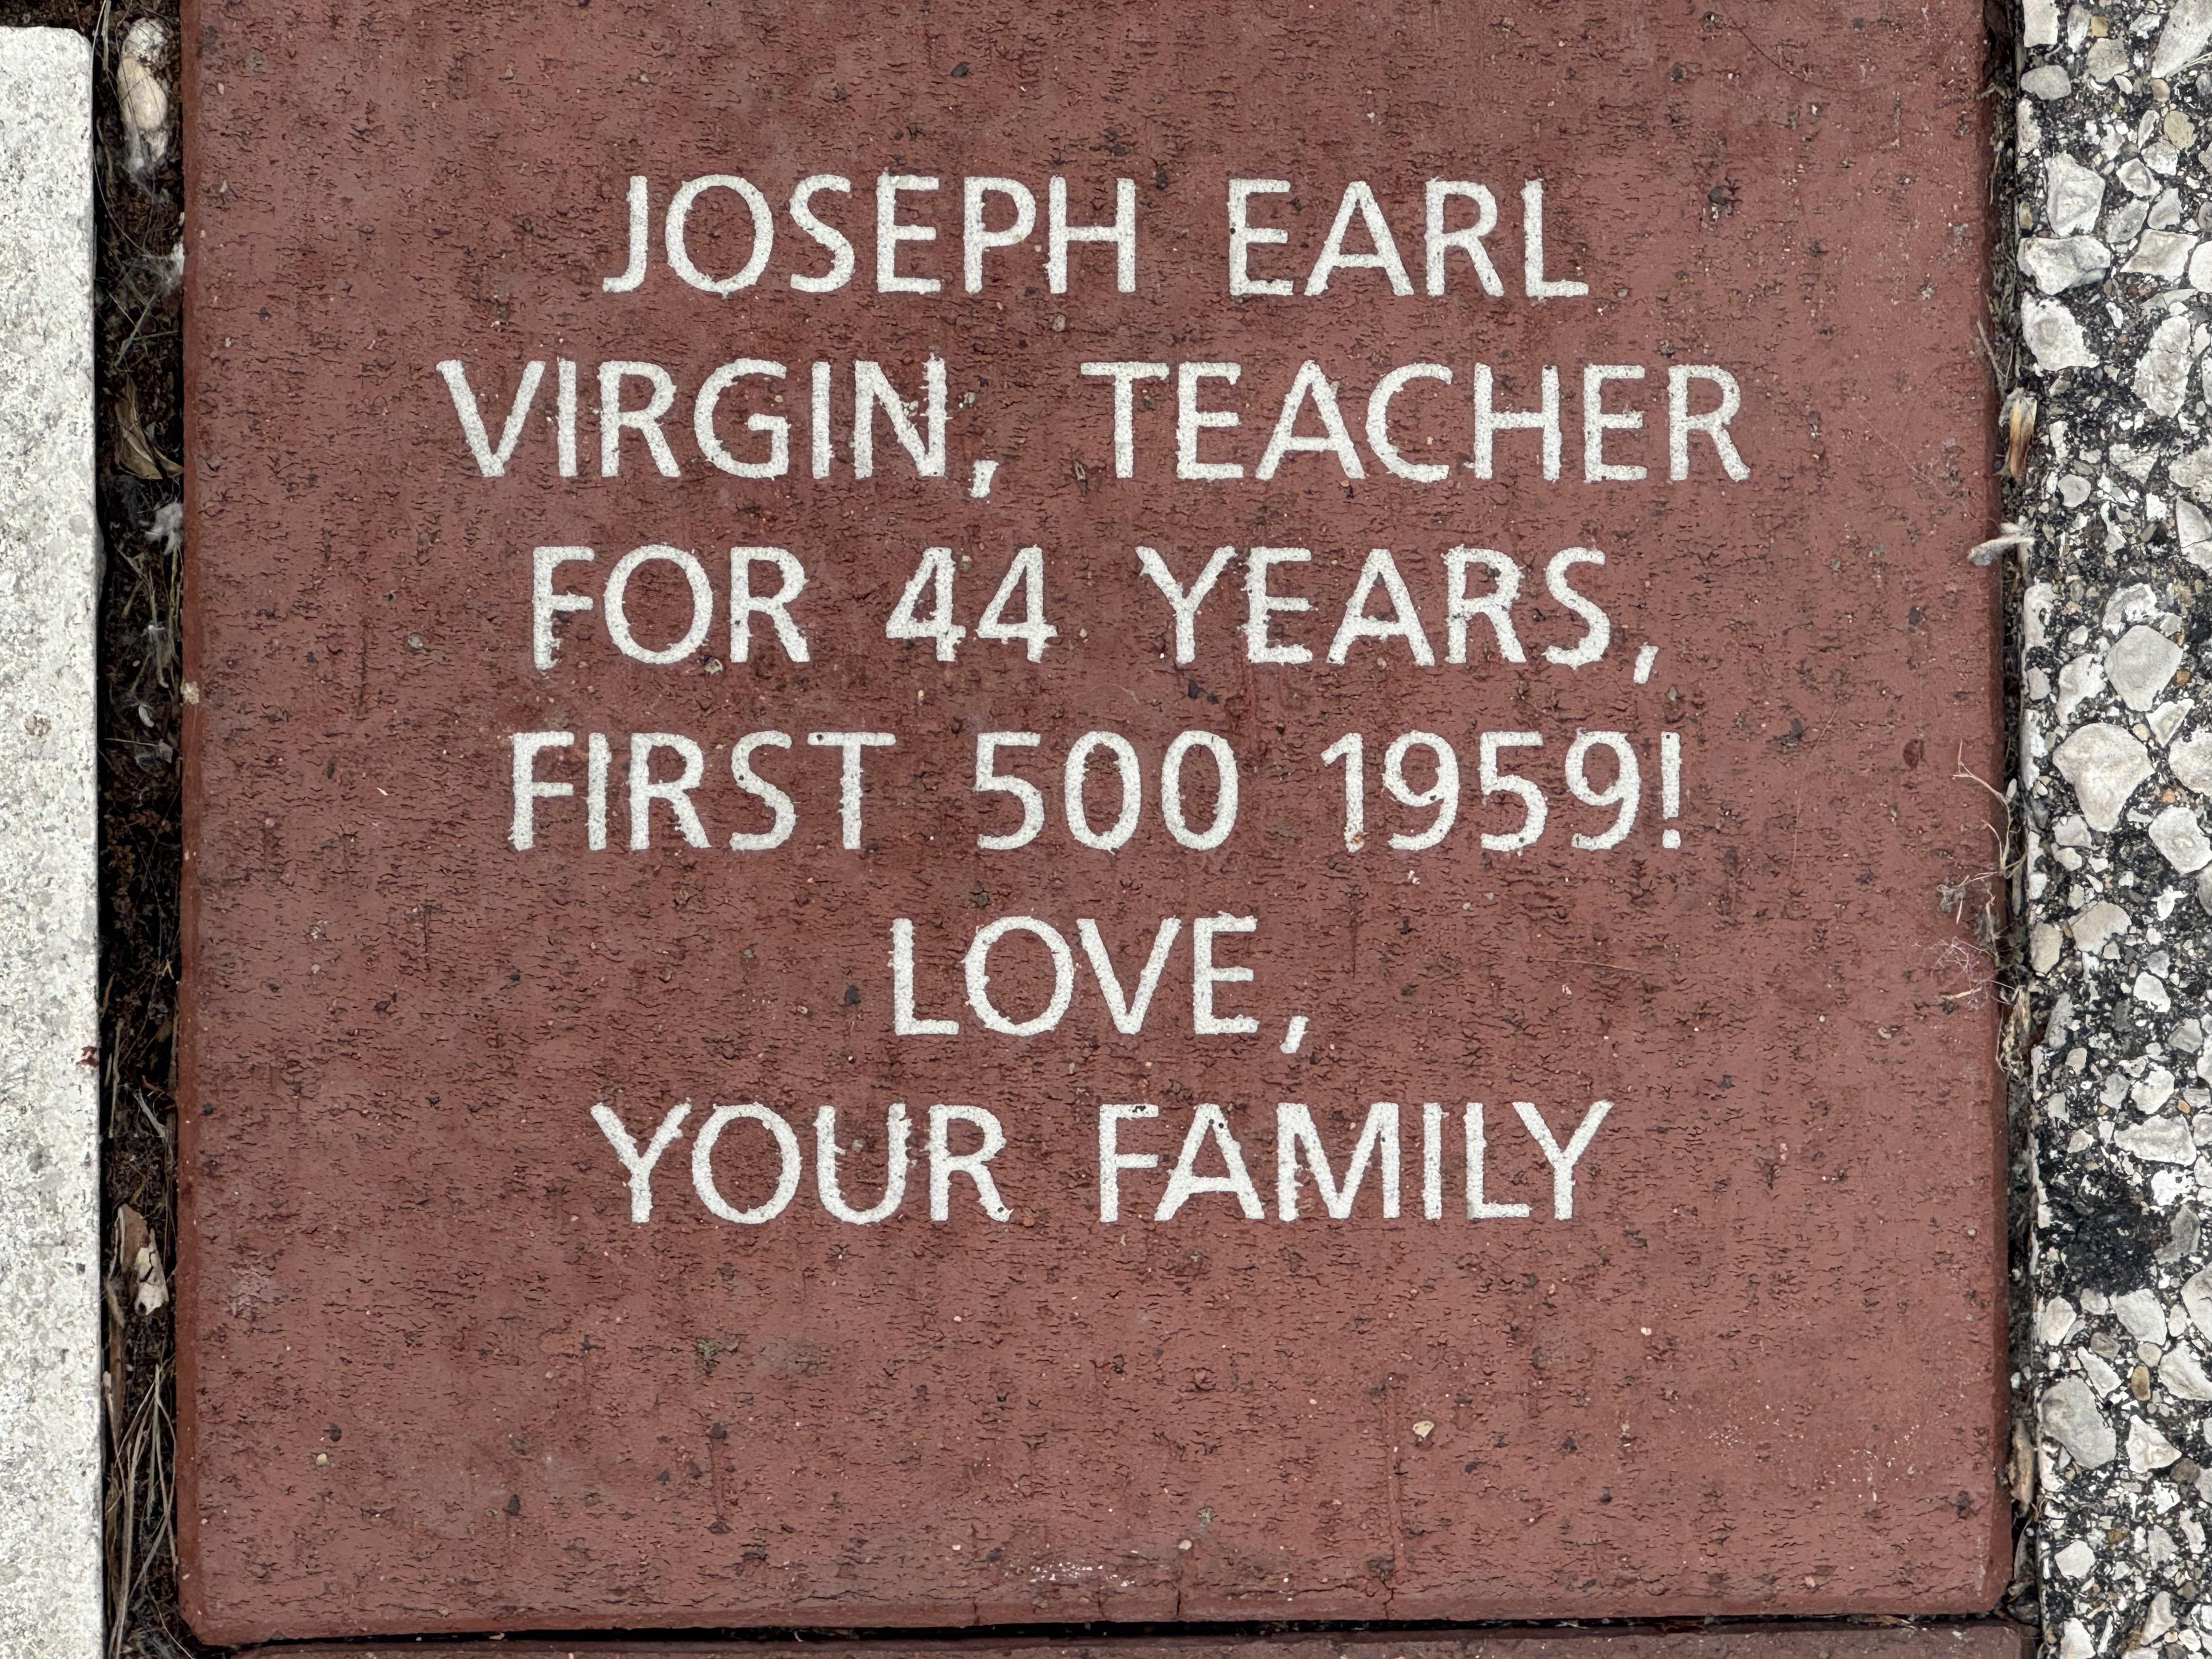 JOSEPH EARL
VIRGIN, TEACHER
FOR 44 YEARS,
FIRST 500 1959!
LOVE,
YOUR FAMILY